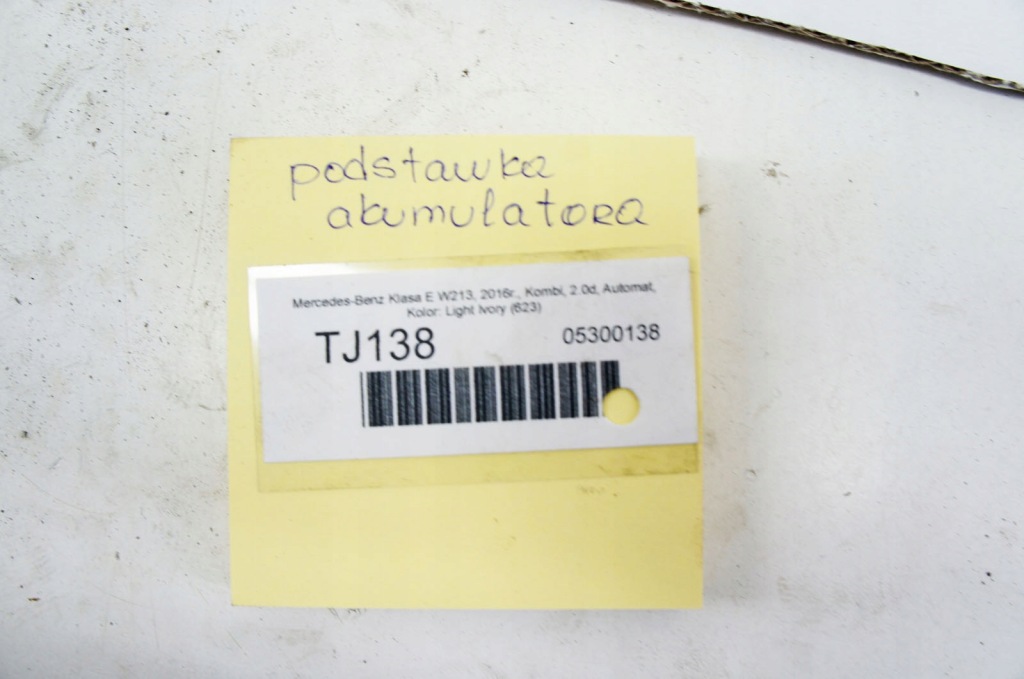 podstawka
akumulatora
Mercedes-Benz Klasa E W213, 2016r., Kombi, 2.0d, Automat,
Kolor: Light Ivory (623)
TJ138 05300138